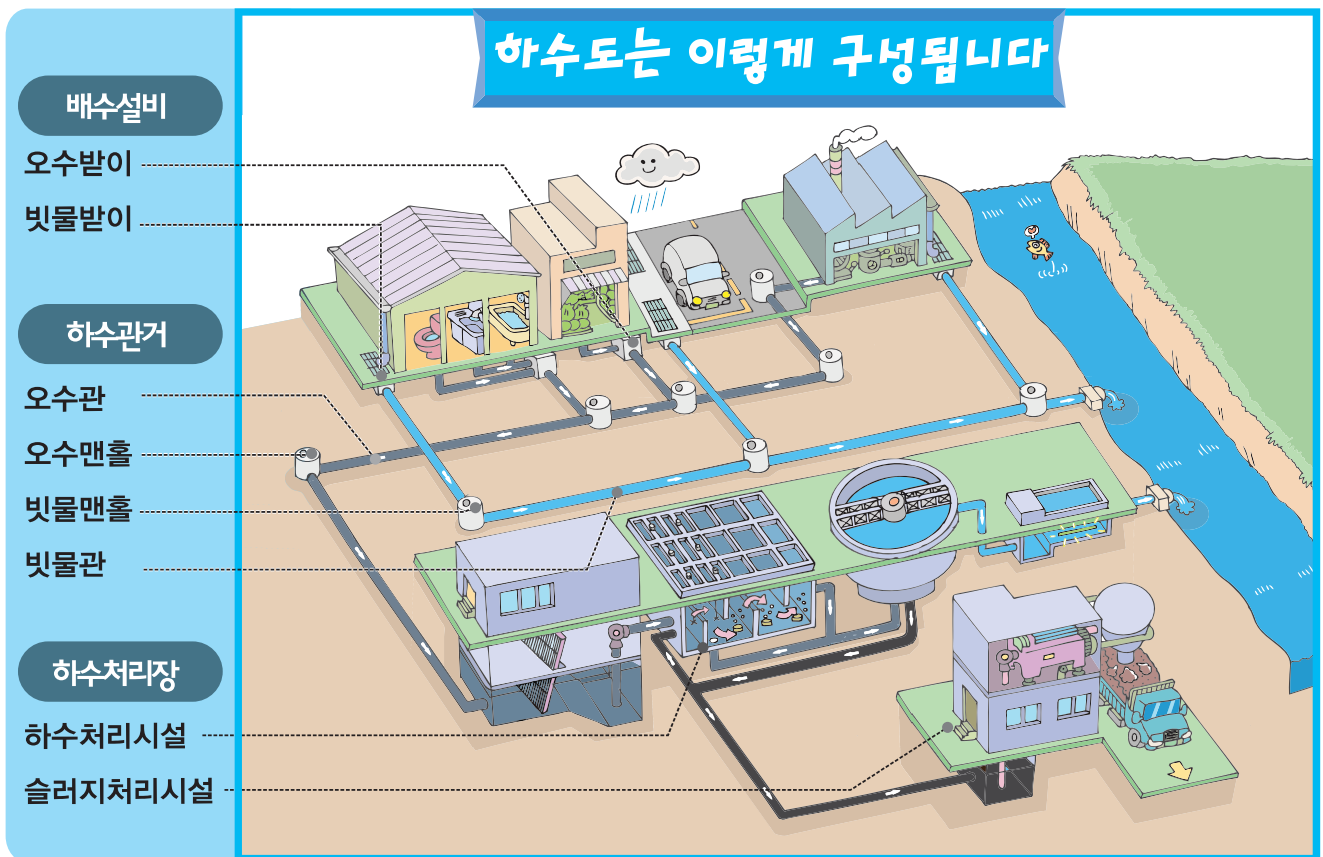 하수도는 이렇게 구성됩니다
배수설비
오수받이
빗물받이
하수관거
오수관
오수맨홀
빗물맨홀
빗물관
하수처리장
하수처리시설
슬러지처리시설